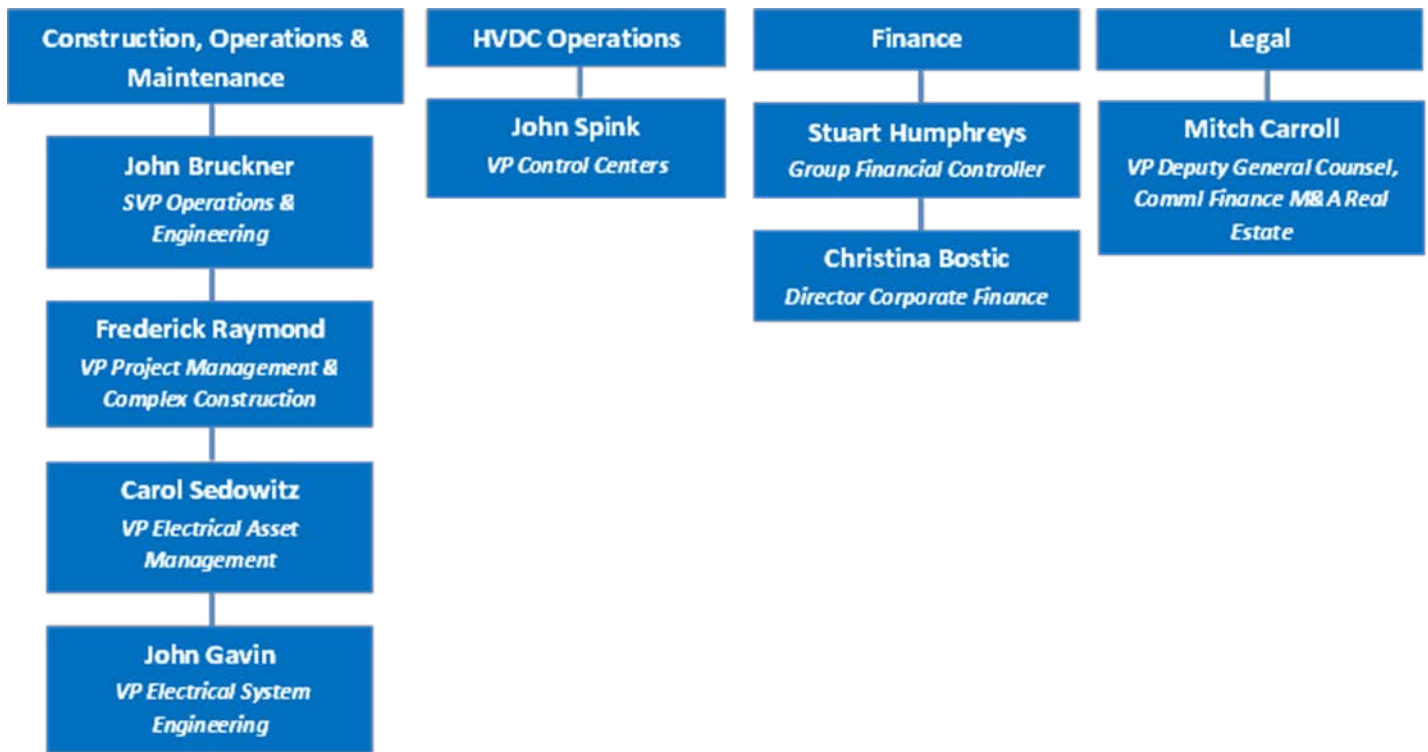 Construction, Operations &
Maintenance
John Bruckner
SVP Operations &
Engineering
Frederick Raymond
VP Project Management &
Complex Construction
Carol Sedowitz
VP Electrical Asset
Management
John Gavin
VP Electrical System
Engineering
HVDC Operations
John Spink
VP Control Centers
Finance
Stuart Humphreys
Group Financial Controller
Christina Bostic
Director Corporate Finance
Legal
Mitch Carroll
VP Deputy General Counsel,
Comml Finance M&A Real
Estate